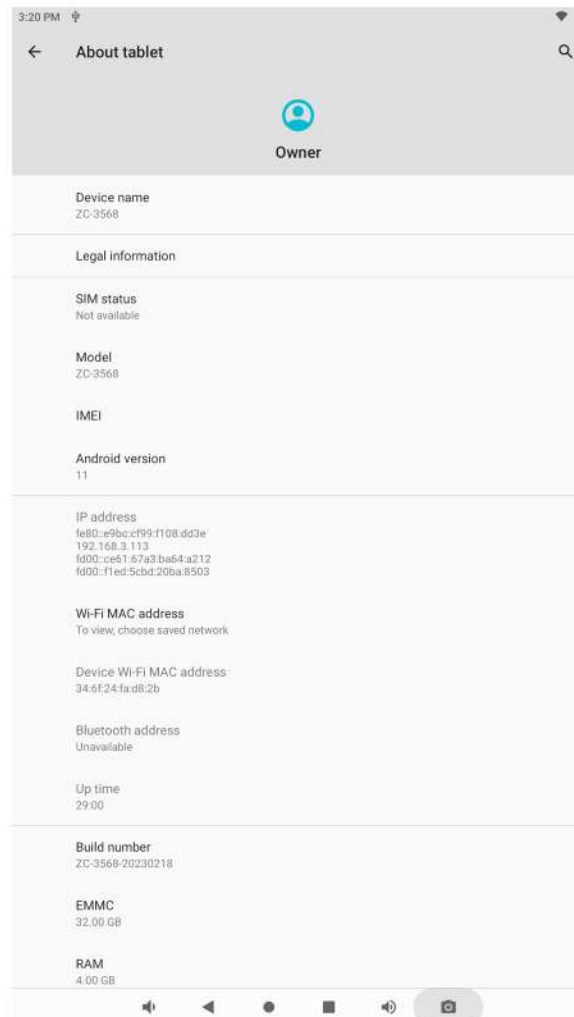 3:20 PM
About tablet
Owner
Device name
ZC-3568
Legal information
SIM status
Not available
Model
ZC-3568
IMEI
Android version
11
IP address
fe80::e9bc:cf99:f108:dd3e
192.168.3.113
fd00::ce61:67a3:ba64:a212
fd00::f1ed:5cbd:20ba:8503
Wi-Fi MAC address
To view, choose saved network
Device Wi-Fi MAC address
34:6f:24:fa:d8:2b
Bluetooth address
Unavailable
Up time
29:00
Build number
ZC-3568-20230218
EMMC
32.00 GB
RAM
4.00 GB